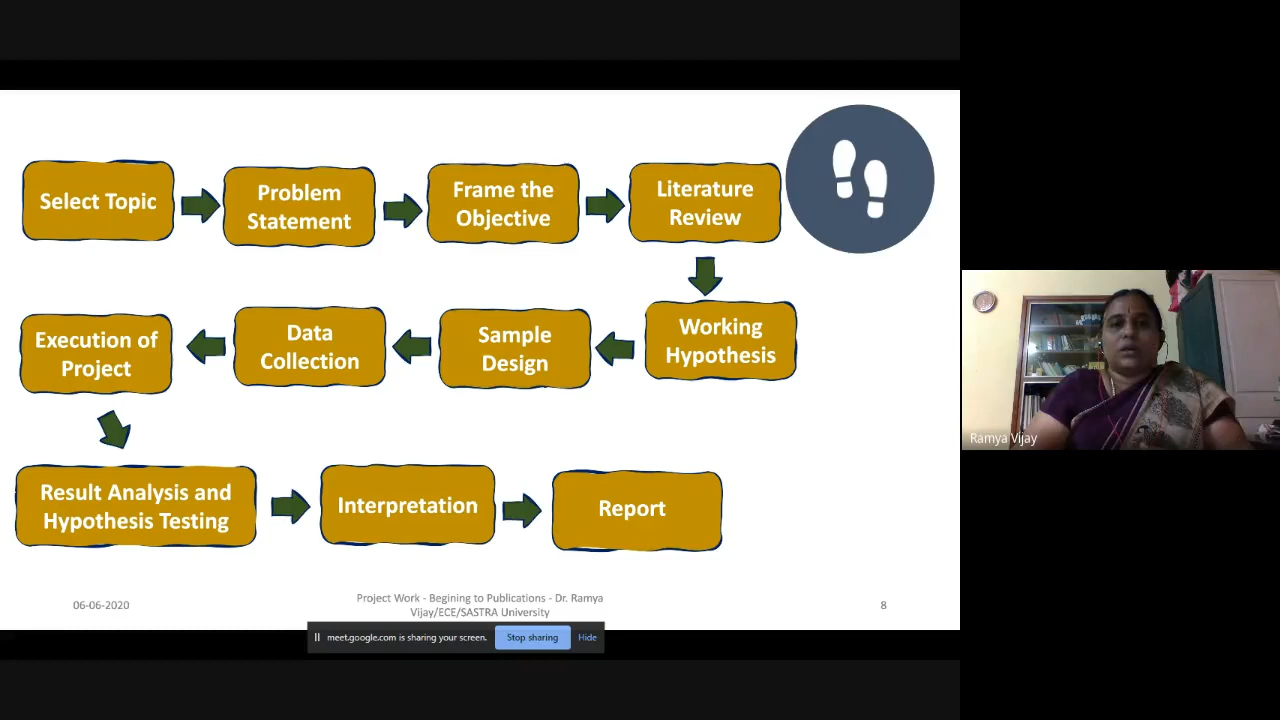 Select Topic
Problem
Statement
Frame the
Objective
Literature
Review
Working
Hypothesis
Sample
Design
Data
Collection
Execution of
Project
Result Analysis and
Hypothesis Testing
Interpretation
Report
06-06-2020
Project Work - Begining to Publications - Dr. Ramya
Vijay/ECE/SASTRA University
8
meet.google.com is sharing your screen.
Stop sharing
Hide
Ramya Vijay